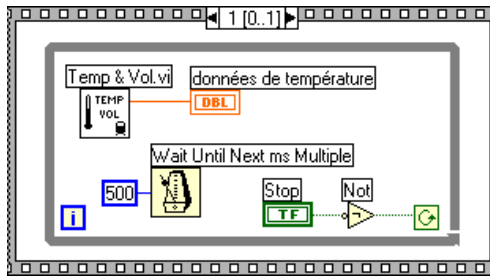 1 [0..1]
Temp & Vol.vi
données de température
TEMP
VOL
DBL
Wait Until Next ms Multiple
500
Stop
Not
TF
i